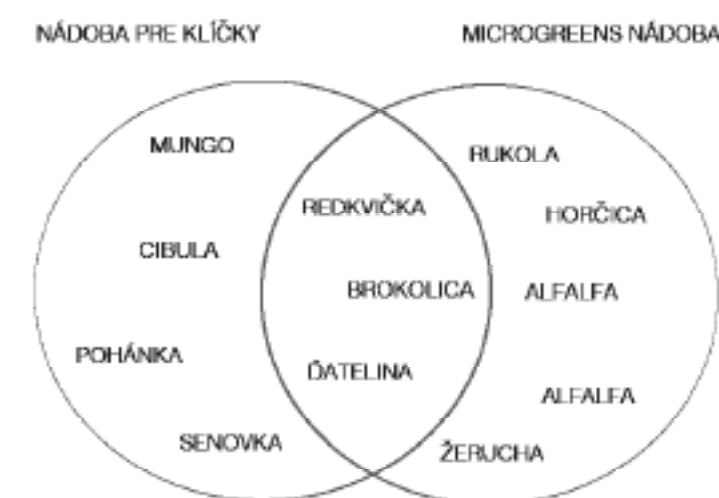 NÁDOBA PRE KLÍČKY
MICROGREENS NÁDOBA
MUNGO
CIBULA
POHÁNKA
SENOVKA
REDKVIČKA
BROKOLICA
ĎATELINA
RUKOLA
HORČICA
ALFALFA
ALFALFA
ŽERUCHA